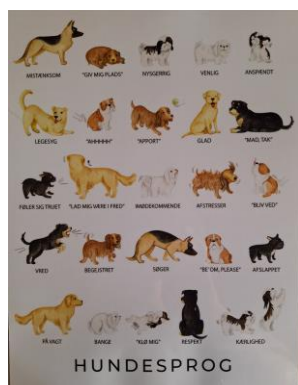 MISTÆNKSOM "GIV MIG PLADS" NYSGERRIG VENLIG ANSPÆNDT
LEGESYG "AHHHHH" "APPORT" GLAD "MAD, TAK"
FØLER SIG TRUET "LAD MIG VÆRE I FRED" IMØDEKOMMENDE AFSTRESSER "BLIV VED"
VRED BEGEJSTRET SØGER "BE' OM, PLEASE" AFSLAPPET
PÅ VAGT BANGE "KLØ MIG" RESPEKT KÆRLIGHED
HUNDESPROG